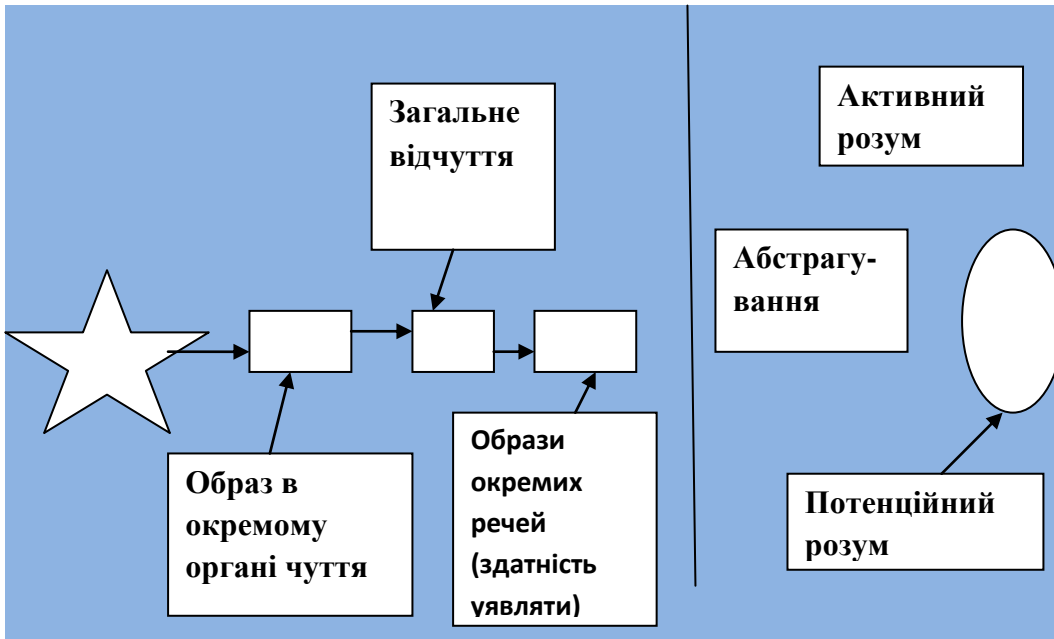 Загальне
відчуття
Активний
розум
Абстрагу-
вання
Образ в
окремому
органі чуття
Образи
окремих
речей
(здатність
уявляти)
Потенційний
розум